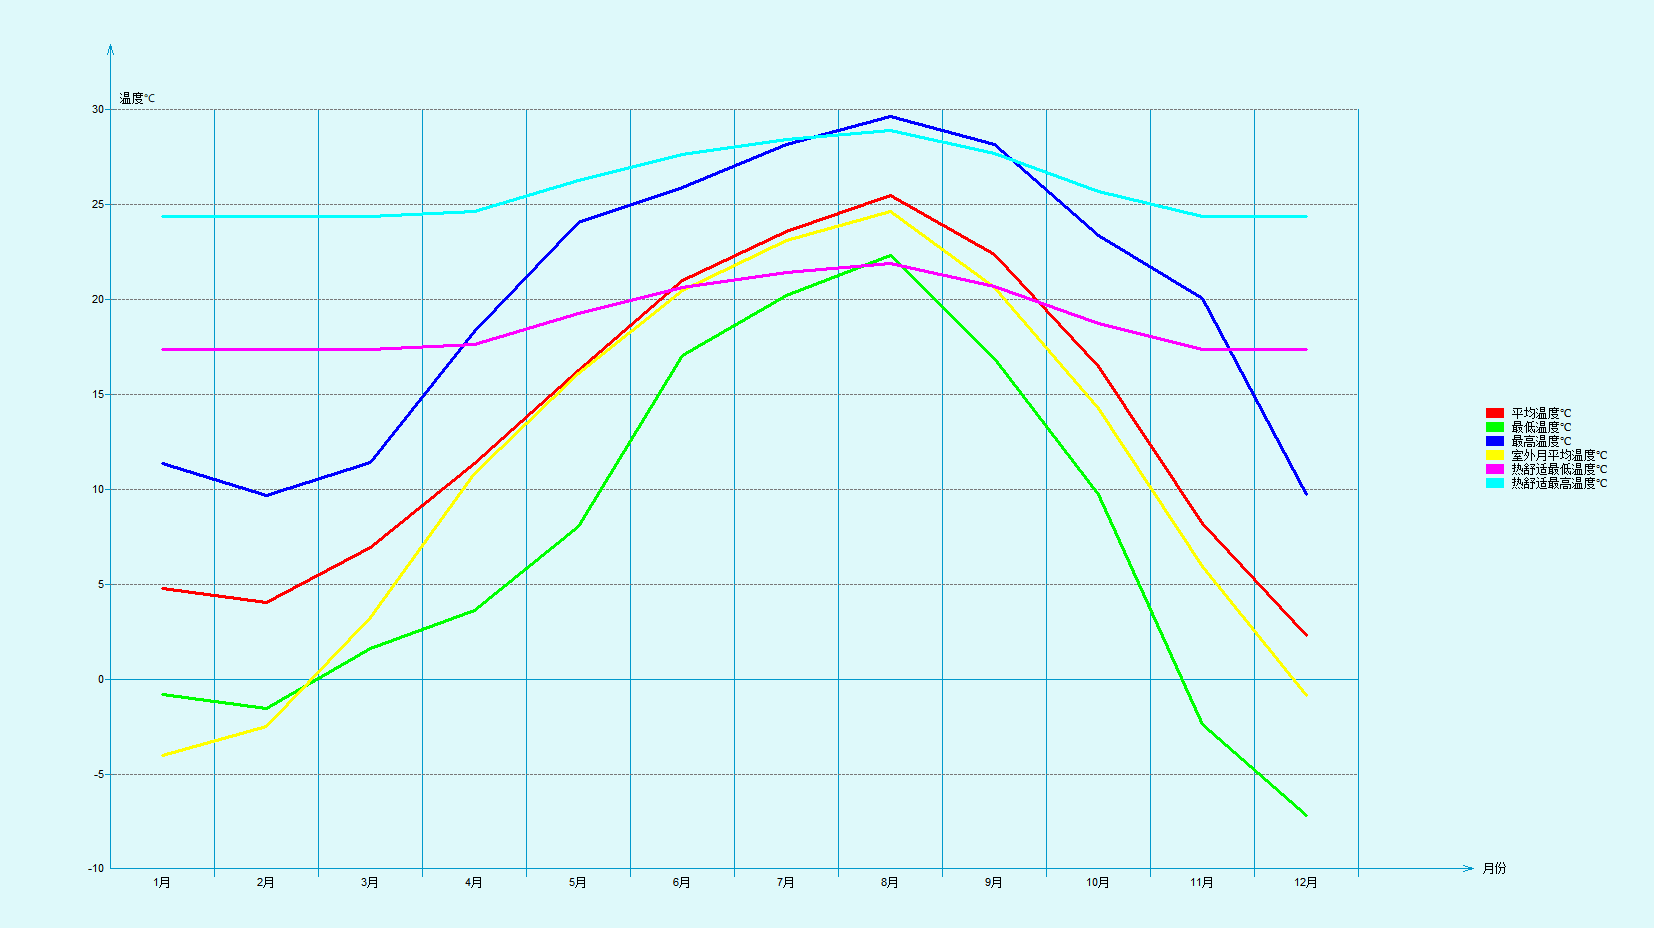 温度℃
30
25
20
15
10
5
0
-5
-10
1月
2月
3月
4月
5月
6月
7月
8月
9月
10月
11月
12月
月份
平均温度℃
最低温度℃
最高温度℃
室外月平均温度℃
热舒适最低温度℃
热舒适最高温度℃